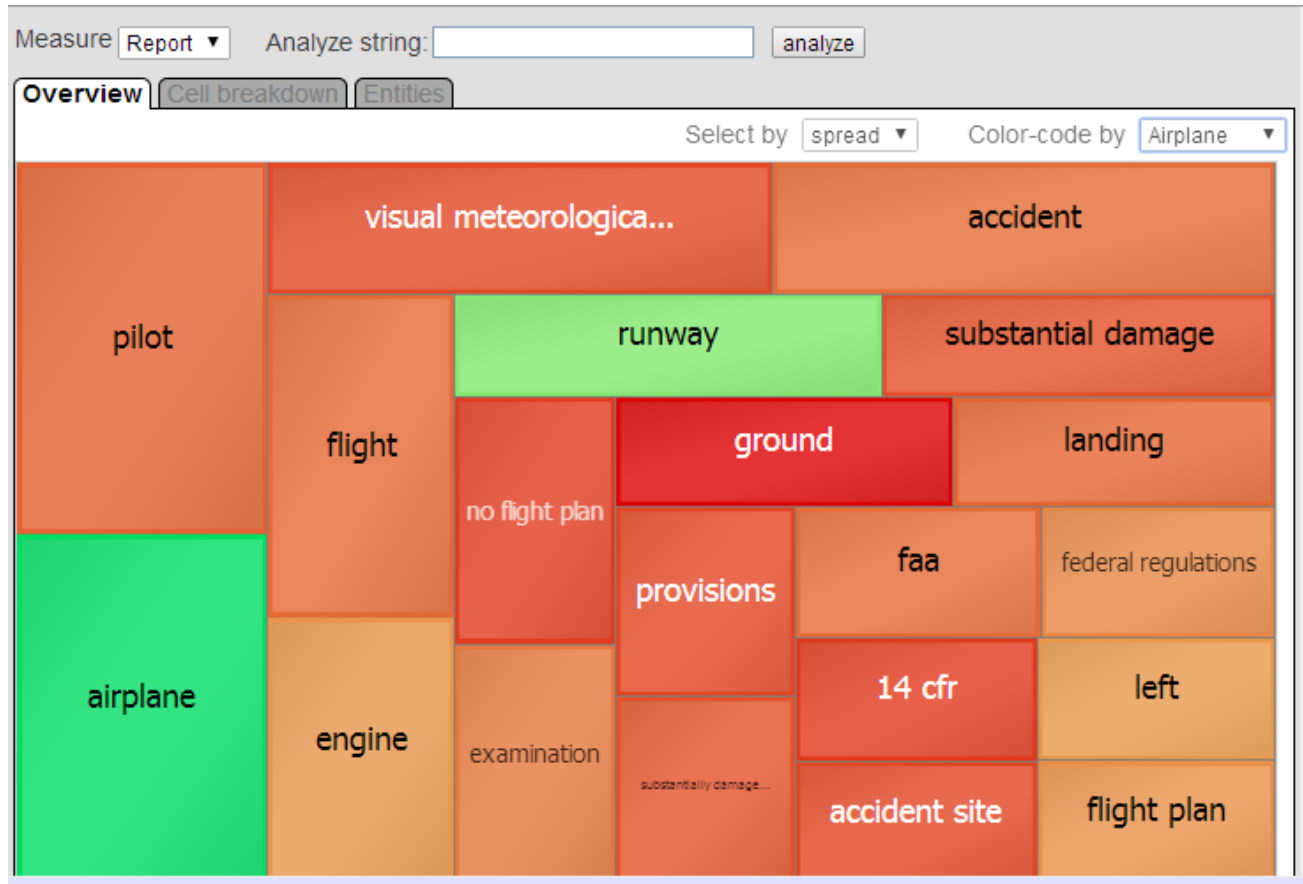 Measure Report Analyze string: analyze
Overview Cell breakdown Entities
Select by spread Color-code by Airplane
visual meteorologica... accident
pilot runway substantial damage
flight ground landing
no flight plan
faa federal regulations
provisions
airplane 14 cfr left
engine examination
substantially damage...
accident site flight plan